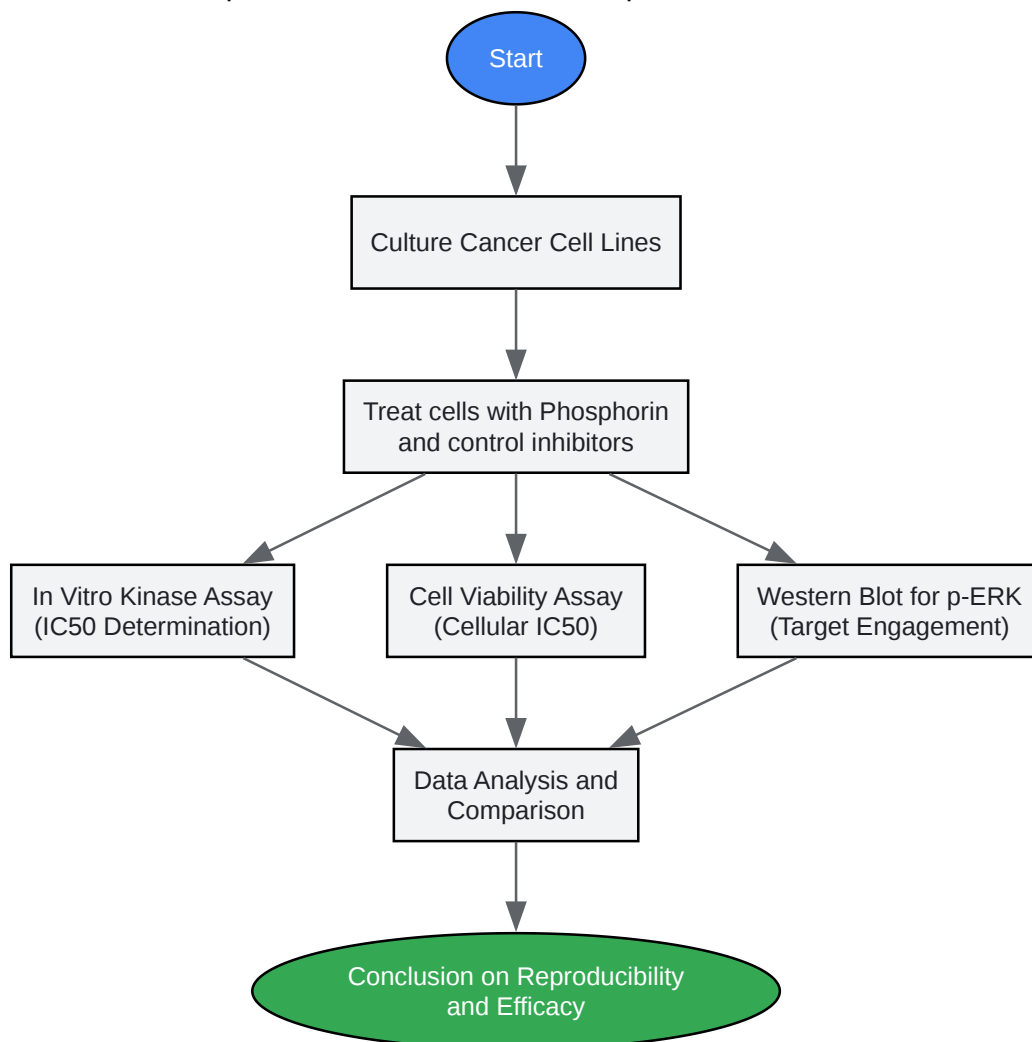 Start
Culture Cancer Cell Lines
Treat cells with Phosphorin
and control inhibitors
In Vitro Kinase Assay
(IC50 Determination)
Cell Viability Assay
(Cellular IC50)
Western Blot for p-ERK
(Target Engagement)
Data Analysis and
Comparison
Conclusion on Reproducibility
and Efficacy